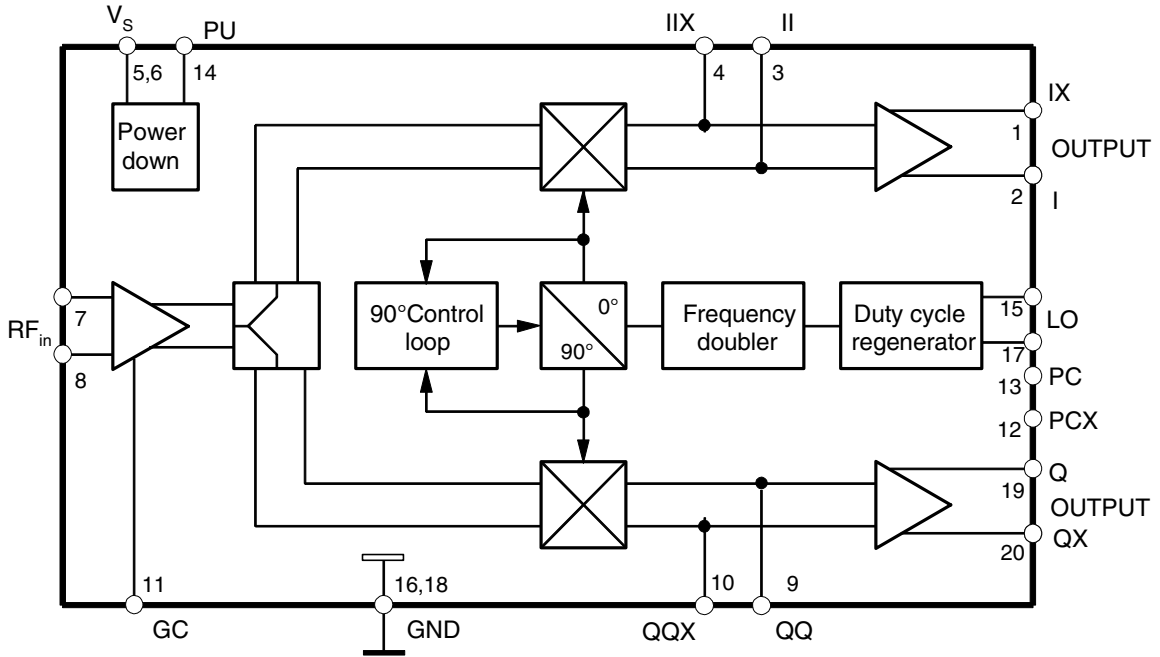 VS PU IIX II
5,6 14 4 3
IX
Power
down
1
OUTPUT
2
I
7
RFin
8
90°Control
loop
0°
90°
Frequency
doubler
Duty cycle
regenerator
15
LO
17
13 PC
12 PCX
Q
19
OUTPUT
20 QX
11 16,18 10 9
GC GND QQX QQ